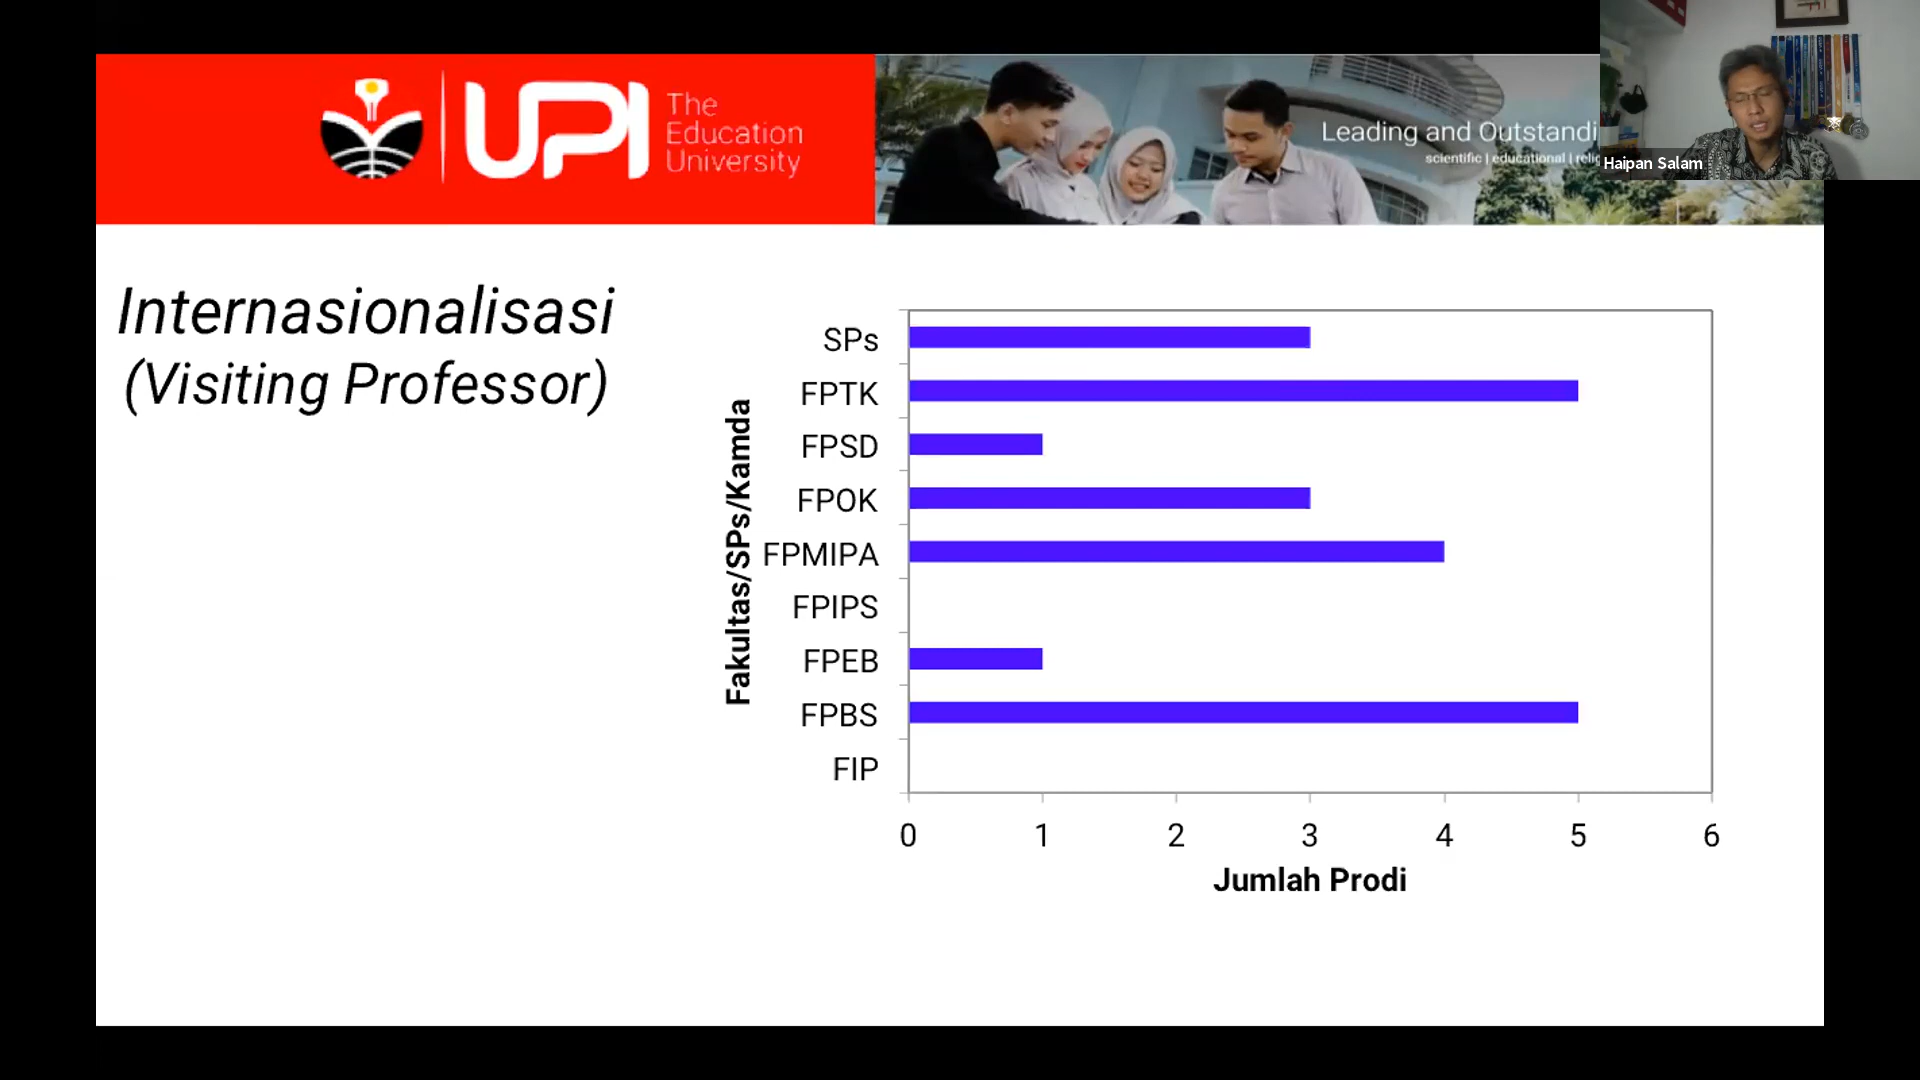 UPI
The
Education
University
Leading and Outstandi
scientific | educational |
Haipan Salam
Internasionalisasi
(Visiting Professor)
Fakultas/SPs/Kamda
SPs
FPTK
FPSD
FPOK
FPMIPA
FPIPS
FPEB
FPBS
FIP
0 1 2 3 4 5 6
Jumlah Prodi